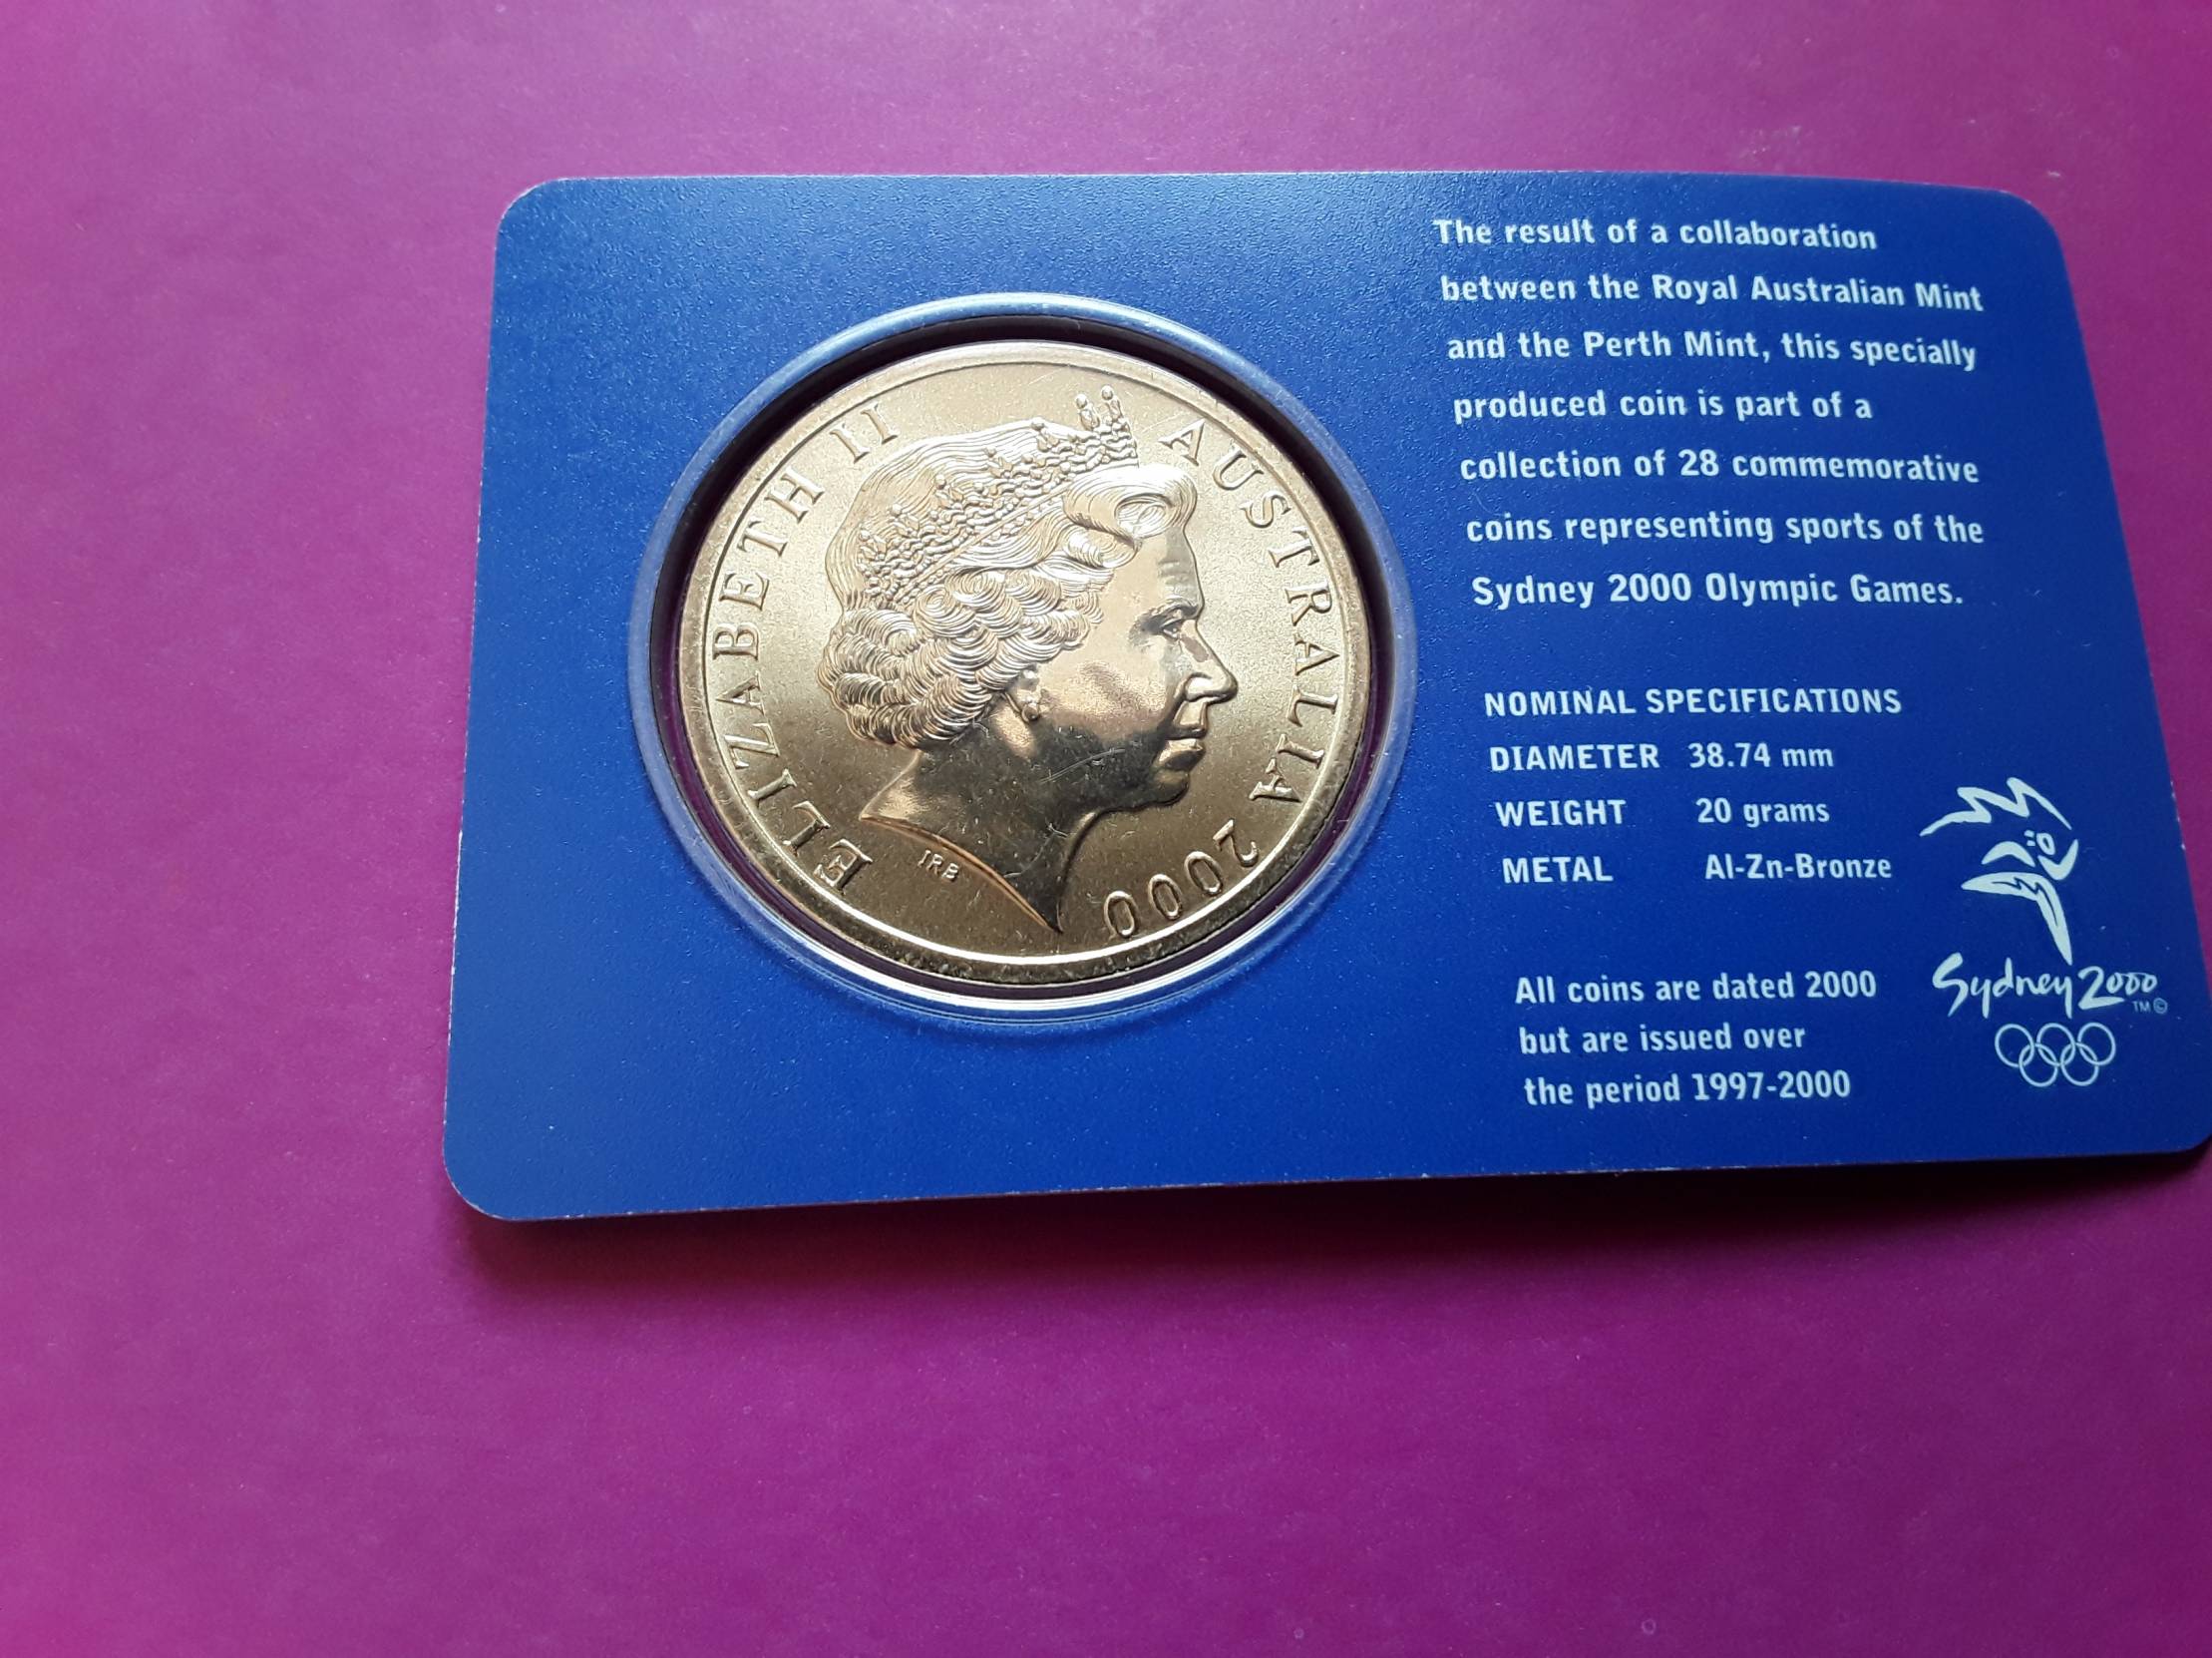 ELIZABETH II AUSTRALIA 2000
IRB
The result of a collaboration
between the Royal Australian Mint
and the Perth Mint, this specially
produced coin is part of a
collection of 28 commemorative
coins representing sports of the
Sydney 2000 Olympic Games.
NOMINAL SPECIFICATIONS
DIAMETER 38.74 mm
WEIGHT 20 grams
METAL Al-Zn-Bronze
All coins are dated 2000
but are issued over
the period 1997-2000
Sydney 2000
TM©